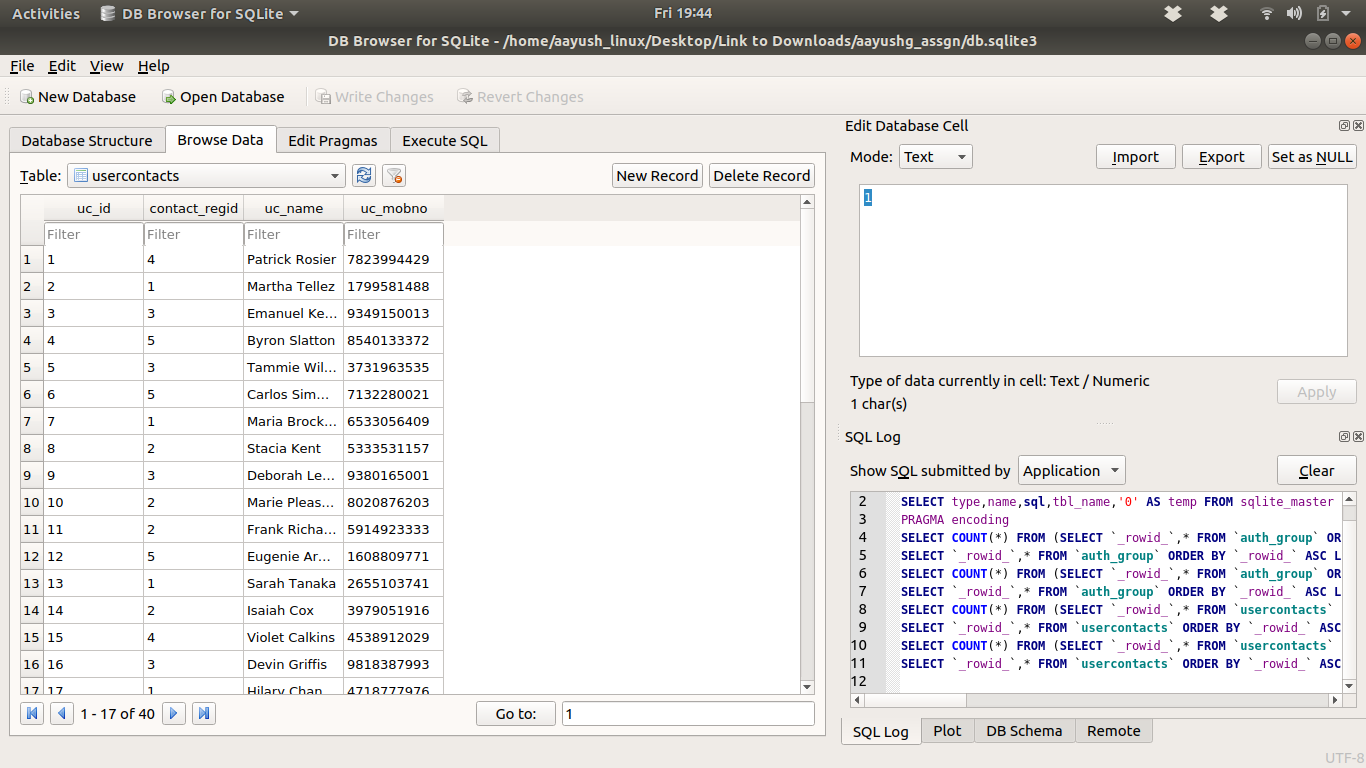 Activities DB Browser for SQLite Fri 19:44
DB Browser for SQLite - /home/aayush_linux/Desktop/Link to Downloads/aayushg_assgn/db.sqlite3
File Edit View Help
New Database Open Database Write Changes Revert Changes
Database Structure Browse Data Edit Pragmas Execute SQL
Table: usercontacts New Record Delete Record
uc_id contact_regid uc_name uc_mobno
Filter Filter Filter Filter
1 1 4 Patrick Rosier 7823994429
2 2 1 Martha Tellez 1799581488
3 3 3 Emanuel Ke... 9349150013
4 4 5 Byron Slatton 8540133372
5 5 3 Tammie Wil... 3731963535
6 6 5 Carlos Sim... 7132280021
7 7 1 Maria Brock... 6533056409
8 8 2 Stacia Kent 5333531157
9 9 3 Deborah Le... 9380165001
10 10 2 Marie Pleas... 8020876203
11 11 2 Frank Richa... 5914923333
12 12 5 Eugenie Ar... 1608809771
13 13 1 Sarah Tanaka 2655103741
14 14 2 Isaiah Cox 3979051916
15 15 4 Violet Calkins 4538912029
16 16 3 Devin Griffis 9818387993
17 17 1 Hilary Chan 4718777976
1 - 17 of 40 Go to: 1
Edit Database Cell
Mode: Text Import Export Set as NULL
1
Type of data currently in cell: Text / Numeric
1 char(s)
Apply
SQL Log
Show SQL submitted by Application Clear
2 SELECT type,name,sql,tbl_name,'0' AS temp FROM sqlite_master
3 PRAGMA encoding
4 SELECT COUNT(*) FROM (SELECT `_rowid_`,* FROM `auth_group` OR
5 SELECT `_rowid_`,* FROM `auth_group` ORDER BY `_rowid_` ASC L
6 SELECT COUNT(*) FROM (SELECT `_rowid_`,* FROM `auth_group` OR
7 SELECT `_rowid_`,* FROM `auth_group` ORDER BY `_rowid_` ASC L
8 SELECT COUNT(*) FROM (SELECT `_rowid_`,* FROM `usercontacts`
9 SELECT `_rowid_`,* FROM `usercontacts` ORDER BY `_rowid_` ASC
10 SELECT COUNT(*) FROM (SELECT `_rowid_`,* FROM `usercontacts`
11 SELECT `_rowid_`,* FROM `usercontacts` ORDER BY `_rowid_` ASC
12
SQL Log Plot DB Schema Remote
UTF-8